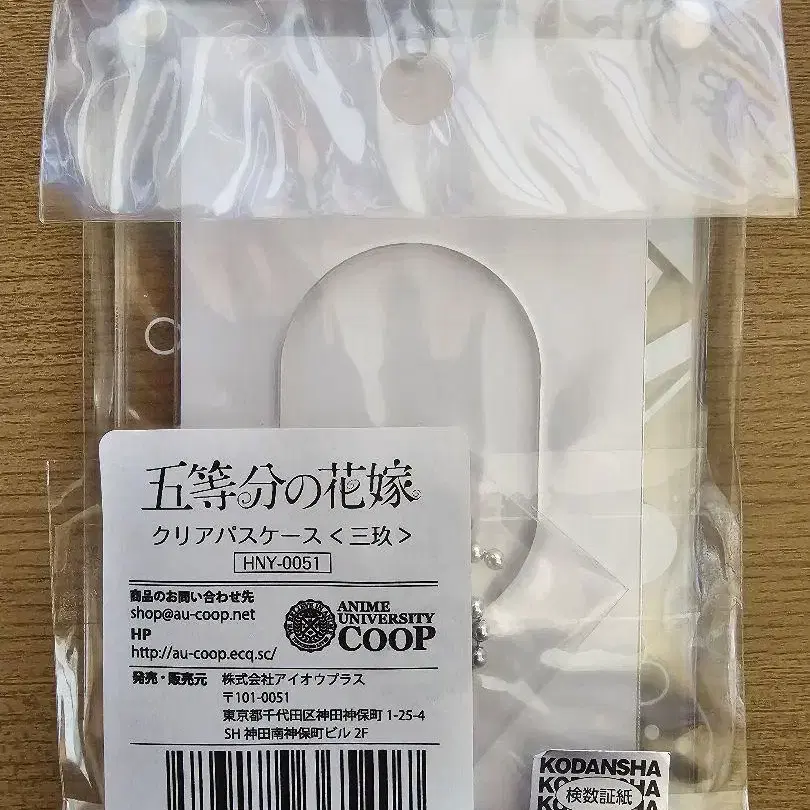 五等分の花嫁
クリアパスケース<三玖>
HNY-0051
商品のお問い合わせ先
shop@au-coop.net
HP
http://au-coop.ecq.sc/
ANIME
UNIVERSITY
COOP
発売・販売元 株式会社アイオウプラス
〒101-0051
東京都千代田区神田神保町 1-25-4
SH 神田南神保町ビル 2F
KODANSHA
検数証紙